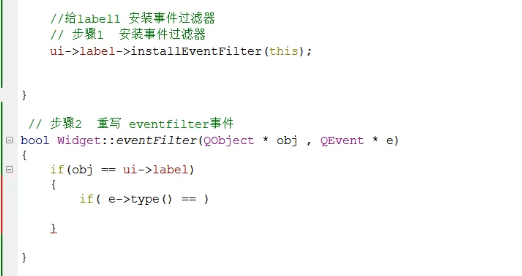 //给label1 安装事件过滤器
// 步骤1  安装事件过滤器
ui->label->installEventFilter(this);
}
// 步骤2  重写 eventfilter事件
bool Widget::eventFilter(QObject * obj , QEvent * e)
{
if(obj == ui->label)
{
if( e->type() == )
}
}